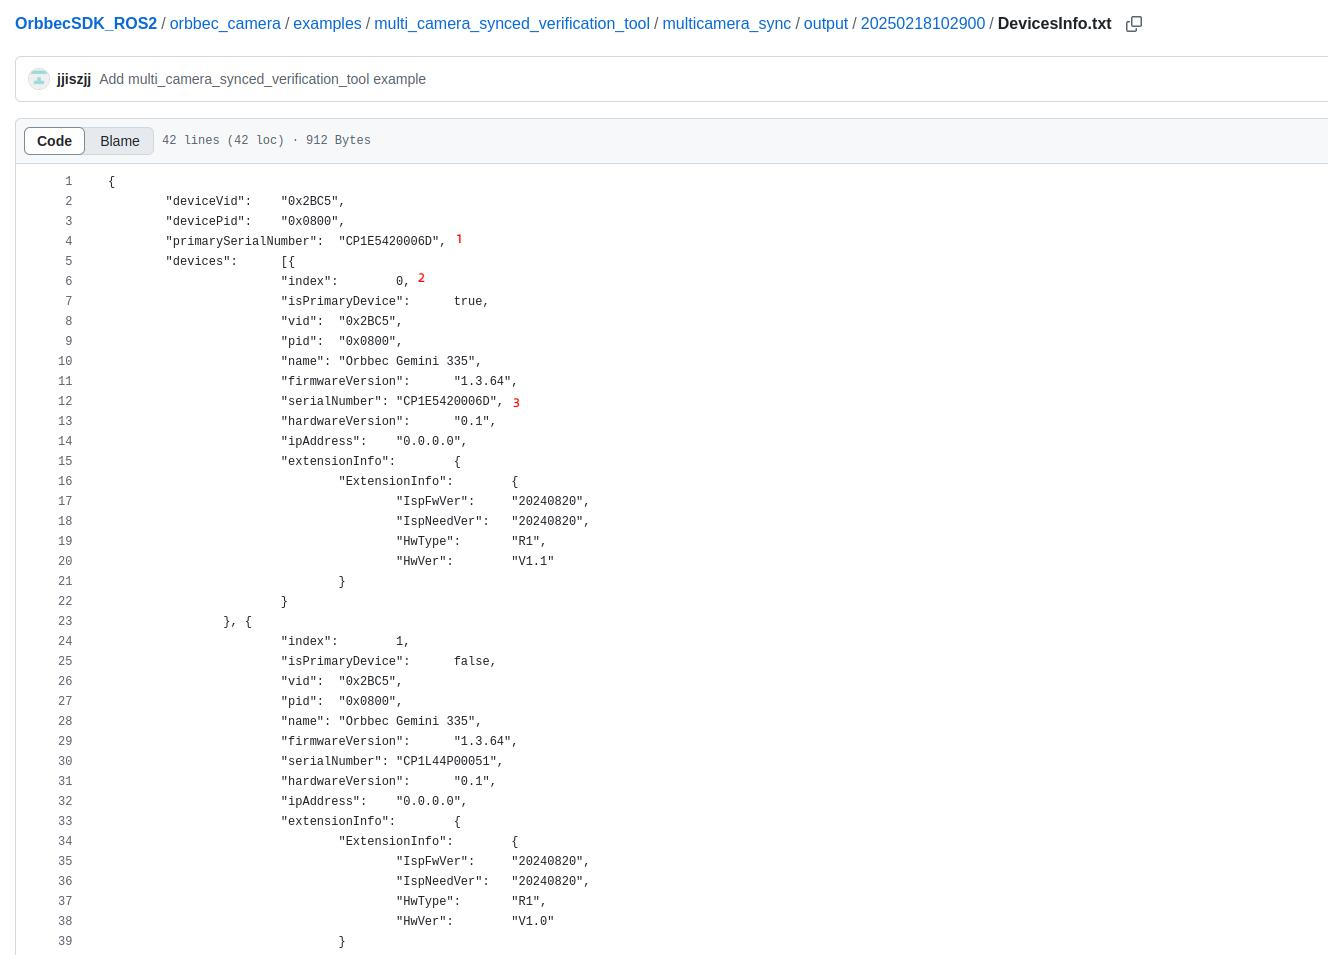 OrbbecSDK_ROS2 / orbbec_camera / examples / multi_camera_synced_verification_tool / multicamera_sync / output / 20250218102900 / DevicesInfo.txt
jjiszjj Add multi_camera_synced_verification_tool example
Code Blame 42 lines (42 loc) · 912 Bytes
1 {
2 "deviceVid": "0x2BC5",
3 "devicePid": "0x0800",
4 "primarySerialNumber": "CP1E5420006D", 1
5 "devices": [{
6 "index": 0, 2
7 "isPrimaryDevice": true,
8 "vid": "0x2BC5",
9 "pid": "0x0800",
10 "name": "Orbbec Gemini 335",
11 "firmwareVersion": "1.3.64",
12 "serialNumber": "CP1E5420006D", 3
13 "hardwareVersion": "0.1",
14 "ipAddress": "0.0.0.0",
15 "extensionInfo": {
16 "ExtensionInfo": {
17 "IspFwVer": "20240820",
18 "IspNeedVer": "20240820",
19 "HwType": "R1",
20 "HwVer": "V1.1"
21 }
22 }
23 }, {
24 "index": 1,
25 "isPrimaryDevice": false,
26 "vid": "0x2BC5",
27 "pid": "0x0800",
28 "name": "Orbbec Gemini 335",
29 "firmwareVersion": "1.3.64",
30 "serialNumber": "CP1L44P00051",
31 "hardwareVersion": "0.1",
32 "ipAddress": "0.0.0.0",
33 "extensionInfo": {
34 "ExtensionInfo": {
35 "IspFwVer": "20240820",
36 "IspNeedVer": "20240820",
37 "HwType": "R1",
38 "HwVer": "V1.0"
39 }